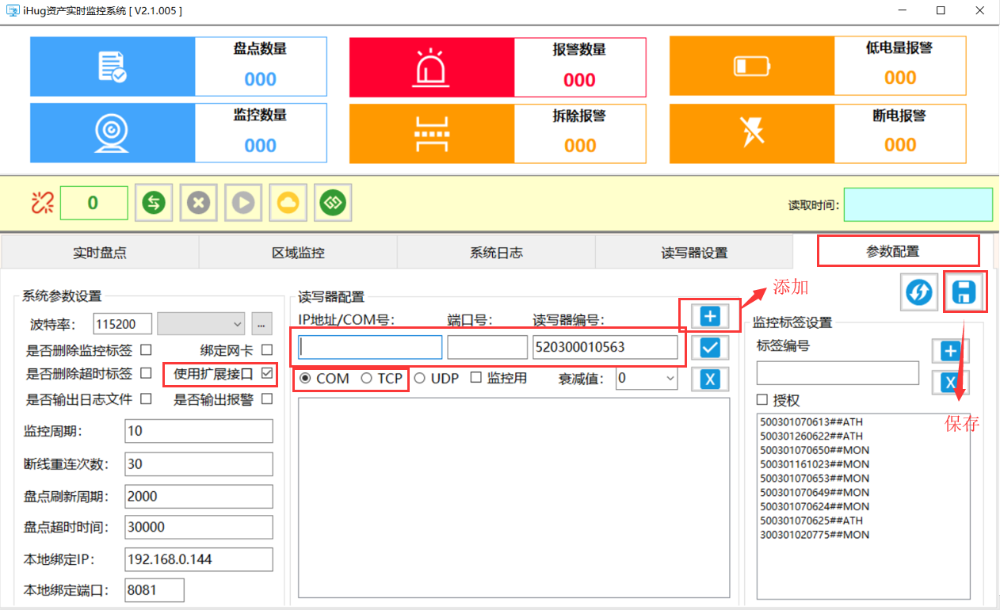 iHug资产实时监控系统 [ V2.1.005 ]
盘点数量
000
报警数量
000
低电量报警
000
监控数量
000
拆除报警
000
断电报警
000
0
读取时间：
实时盘点
区域监控
系统日志
读写器设置
参数配置
添加
系统参数设置
波特率：
115200
...
是否删除监控标签
绑定网卡
是否删除超时标签
使用扩展接口
是否输出日志文件
是否输出报警
监控周期：
10
断线重连次数：
30
盘点刷新周期：
2000
盘点超时时间：
30000
本地绑定IP：
192.168.0.144
本地绑定端口：
8081
读写器配置
IP地址/COM号：
端口号：
读写器编号：
520300010563
COM
TCP
UDP
监控用
衰减值：
0
X
监控标签设置
标签编号
X
授权
保存
500301070613##ATH
500301260622##ATH
500301070650##MON
500301161023##MON
500301070653##MON
500301070649##MON
500301070624##MON
500301070625##ATH
300301020775##MON